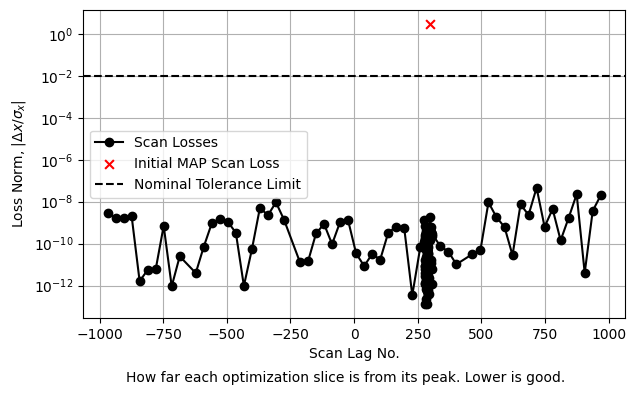 10^0
10^-2
10^-4
10^-6
10^-8
10^-10
10^-12
Loss Norm, |Δx/σ_x|
Scan Losses
Initial MAP Scan Loss
Nominal Tolerance Limit
−1000 −750 −500 −250 0 250 500 750 1000
Scan Lag No.
How far each optimization slice is from its peak. Lower is good.